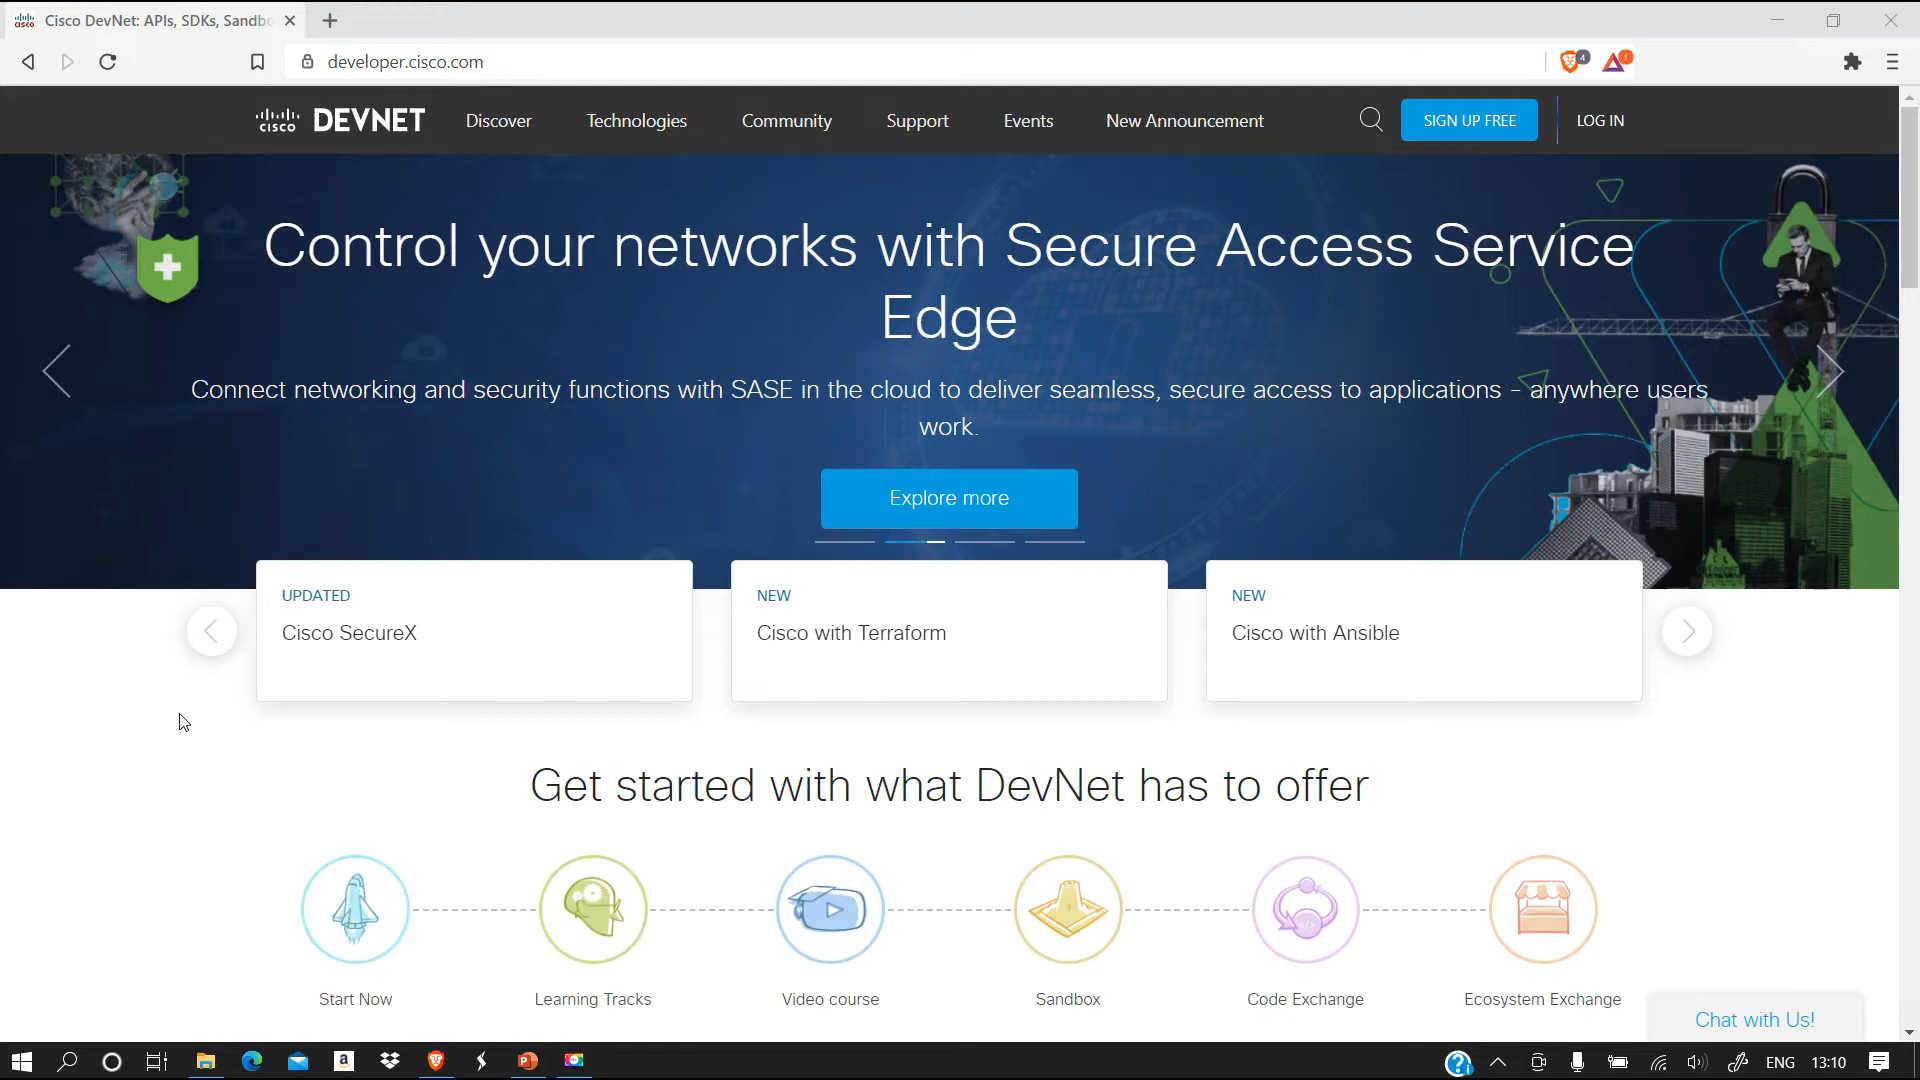 Cisco DevNet: APIs, SDKs, Sandbo
developer.cisco.com
4
1
cisco DEVNET
Discover
Technologies
Community
Support
Events
New Announcement
SIGN UP FREE
LOG IN
Control your networks with Secure Access Service
Edge
Connect networking and security functions with SASE in the cloud to deliver seamless, secure access to applications - anywhere users
work.
Explore more
UPDATED
Cisco SecureX
NEW
Cisco with Terraform
NEW
Cisco with Ansible
Get started with what DevNet has to offer
Start Now
Learning Tracks
Video course
Sandbox
Code Exchange
Ecosystem Exchange
Chat with Us!
ENG
13:10